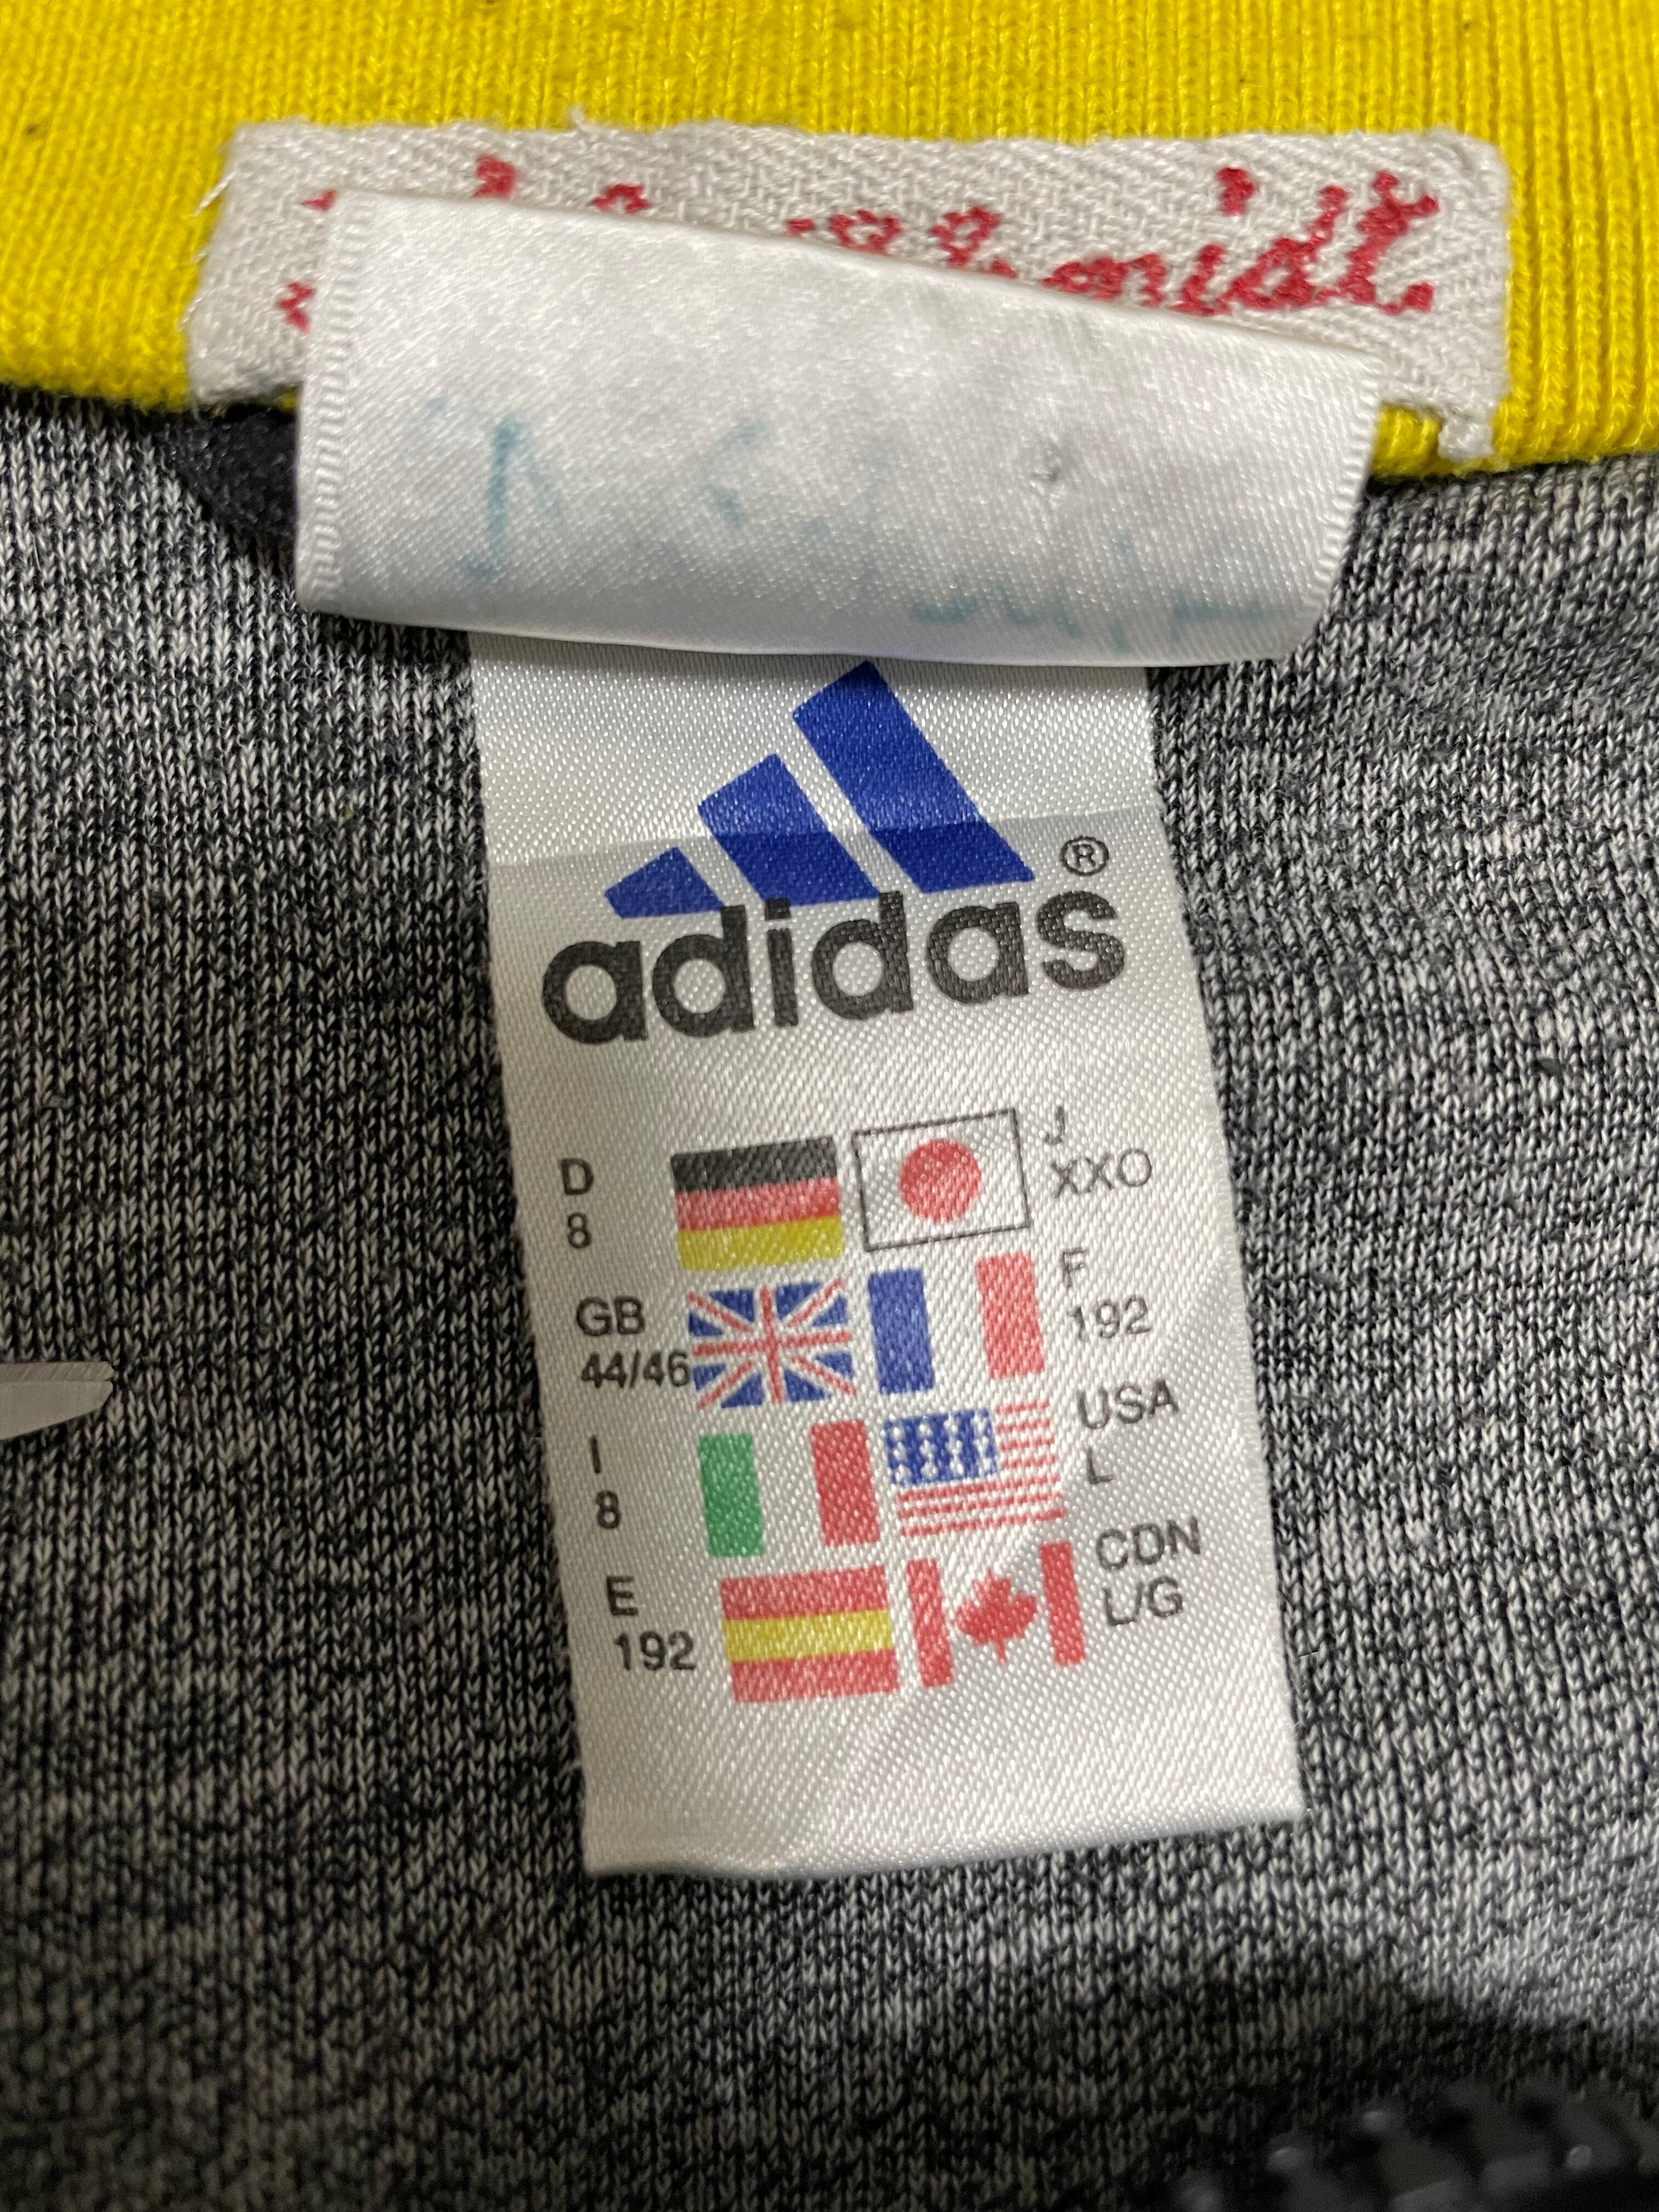 adidas®
D
8
J
XXO
GB
44/46
F
192
I
8
USA
L
E
192
CDN
L/G